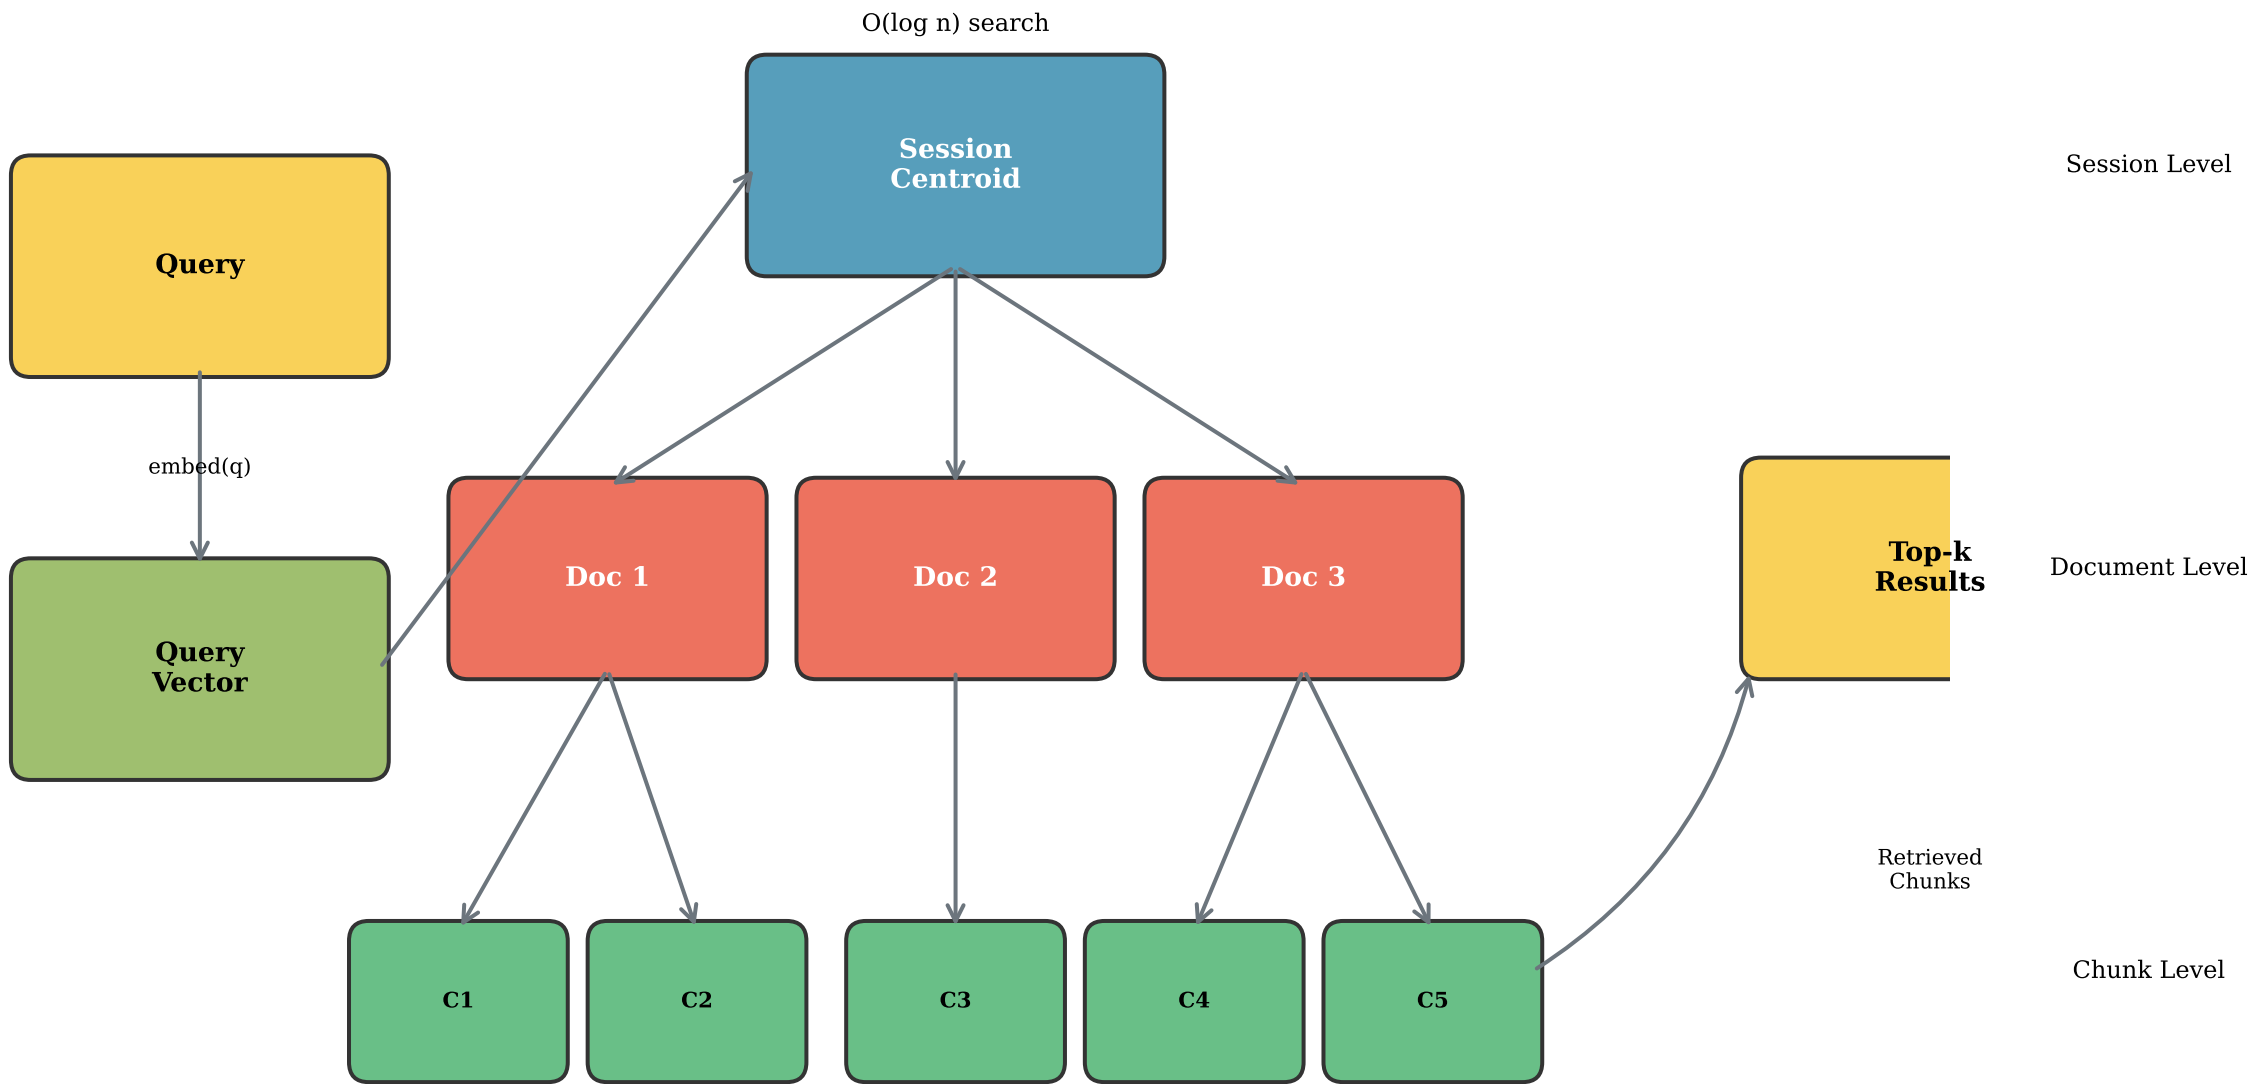 O(log n) search
Session
Centroid
Session Level
Query
embed(q)
Query
Vector
Doc 1
Doc 2
Doc 3
Top-k
Results
Document Level
Retrieved
Chunks
C1
C2
C3
C4
C5
Chunk Level